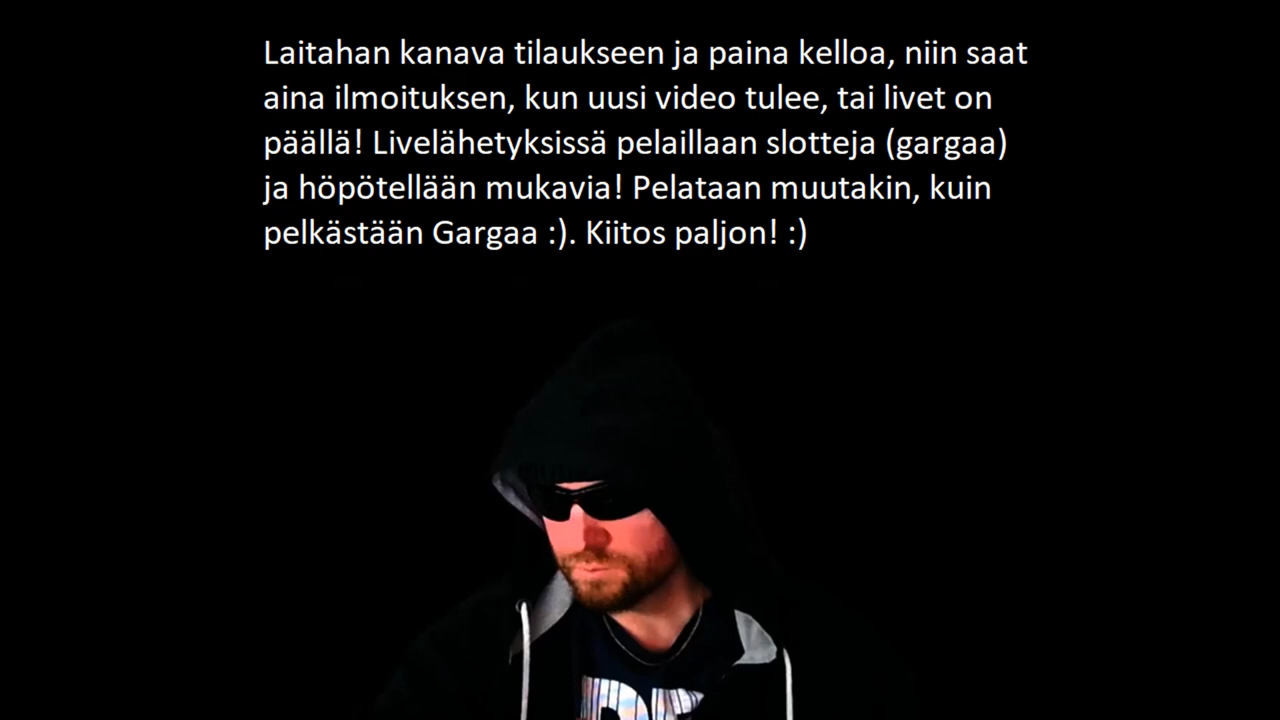 Laitahan kanava tilaukseen ja paina kelloa, niin saat
aina ilmoituksen, kun uusi video tulee, tai livet on
päällä! Livelähetyksissä pelaillaan slotteja (gargaa)
ja höpötellään mukavia! Pelataan muutakin, kuin
pelkästään Gargaa :). Kiitos paljon! :)